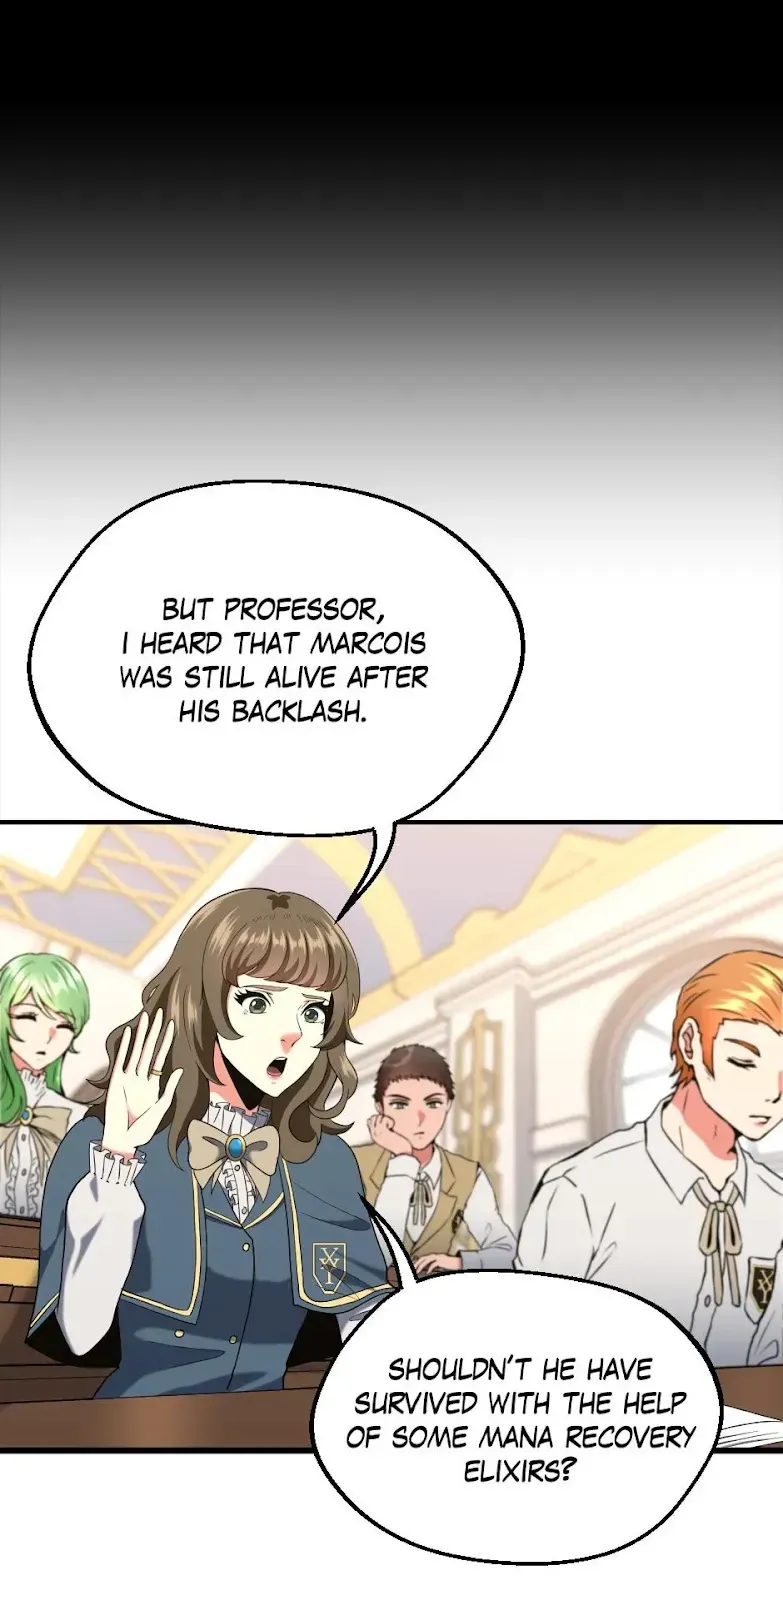 BUT PROFESSOR,
I HEARD THAT MARCOIS
WAS STILL ALIVE AFTER
HIS BACKLASH.
SHOULDN'T HE HAVE
SURVIVED WITH THE HELP
OF SOME MANA RECOVERY
ELIXIRS?